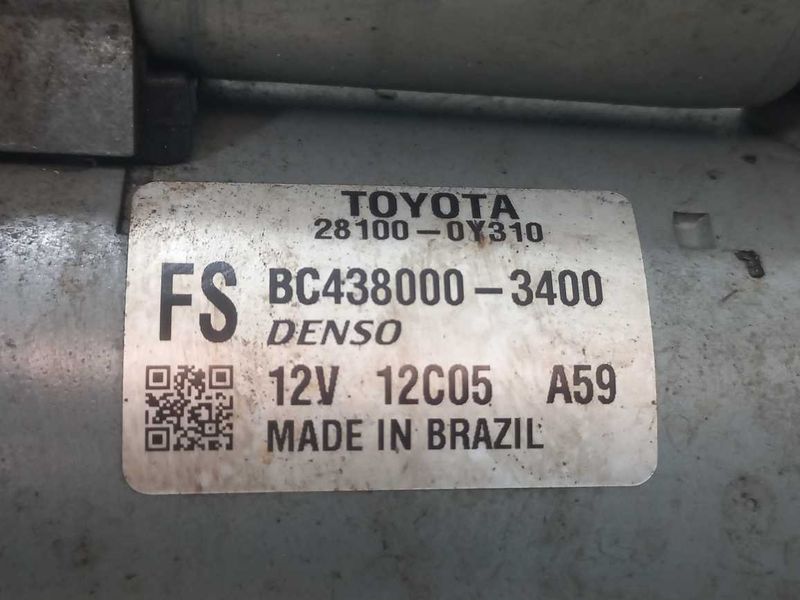 TOYOTA
28100-0Y310
FS BC438000-3400
DENSO
12V 12C05 A59
MADE IN BRAZIL